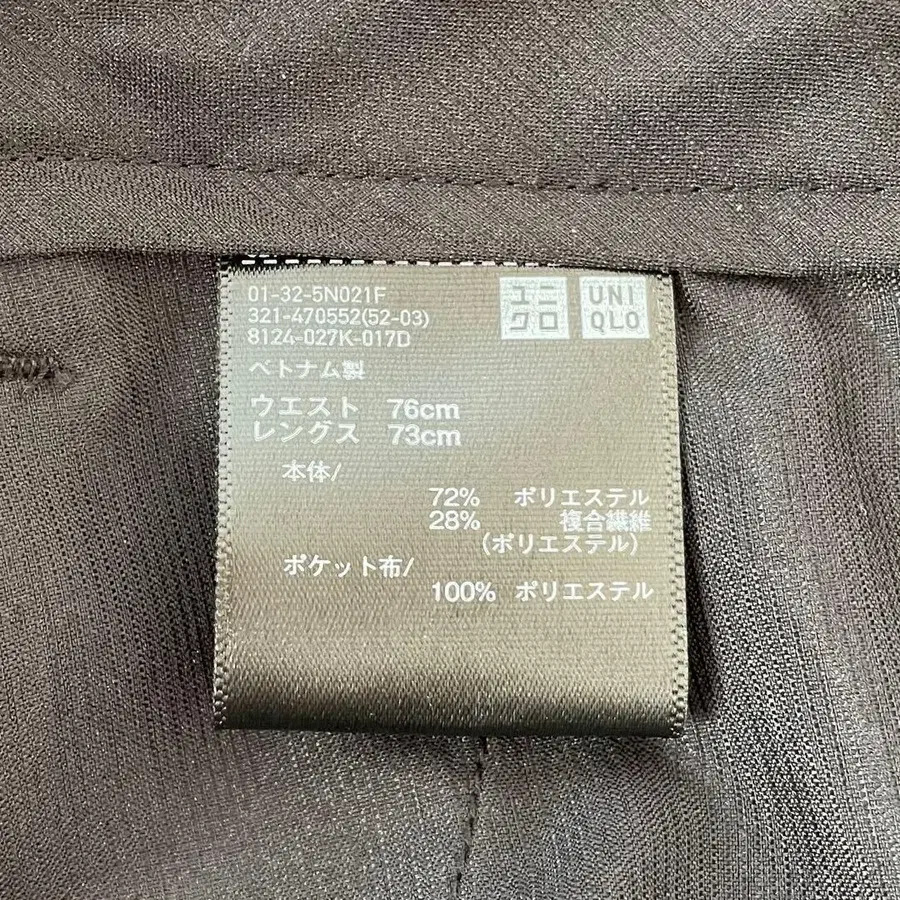 01-32-5N021F
321-470552(52-03)
8124-027K-017D
ユニ
クロ
UNI
QLO
ベトナム製
ウエスト 76cm
レングス 73cm
本体/
72% ポリエステル
28% 複合繊維
(ポリエステル)
ポケット布/
100% ポリエステル